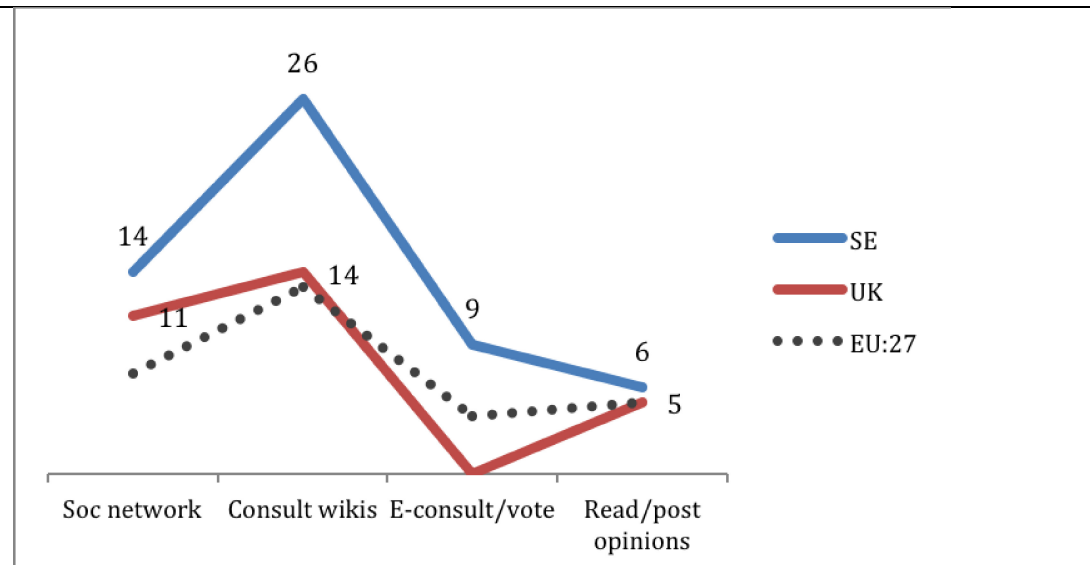 26
14
14
11
9
6
5
SE
UK
EU:27
Soc network
Consult wikis
E-consult/vote
Read/post
opinions